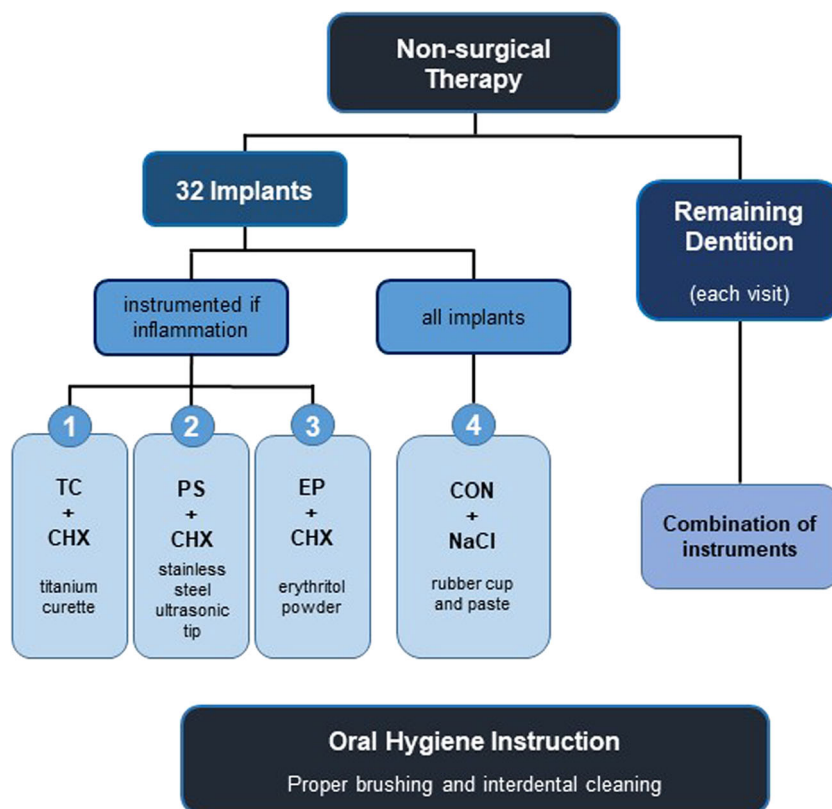 Non-surgical
Therapy
32 Implants
Remaining
Dentition
(each visit)
instrumented if
inflammation
all implants
1
2
3
4
TC
+
CHX
titanium
curette
PS
+
CHX
stainless
steel
ultrasonic
tip
EP
+
CHX
erythritol
powder
CON
+
NaCl
rubber cup
and paste
Combination of
instruments
Oral Hygiene Instruction
Proper brushing and interdental cleaning